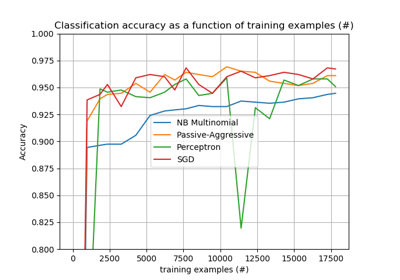 Classification accuracy as a function of training examples (#)
1.000
0.975
0.950
0.925
0.900
0.875
0.850
0.825
0.800
Accuracy
NB Multinomial
Passive-Aggressive
Perceptron
SGD
0 2500 5000 7500 10000 12500 15000 17500
training examples (#)